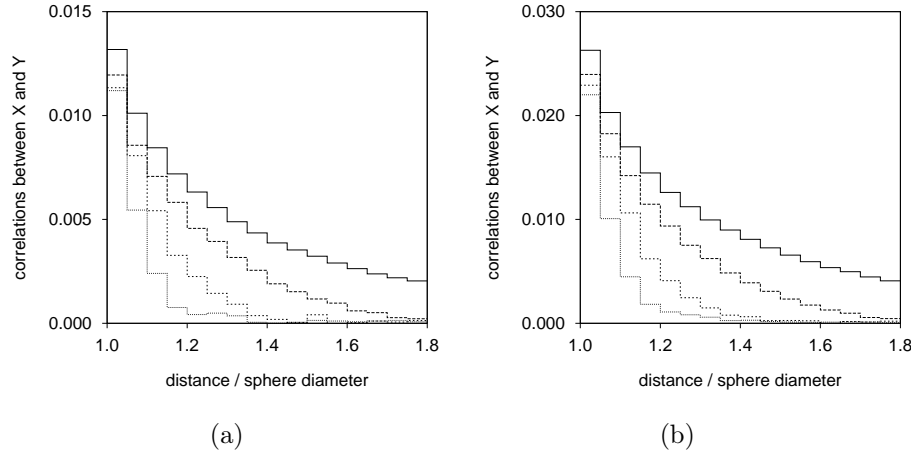 0.015
0.010
0.005
0.000
correlations between X and Y
1.0 1.2 1.4 1.6 1.8
distance / sphere diameter
(a)
0.030
0.020
0.010
0.000
correlations between X and Y
1.0 1.2 1.4 1.6 1.8
distance / sphere diameter
(b)